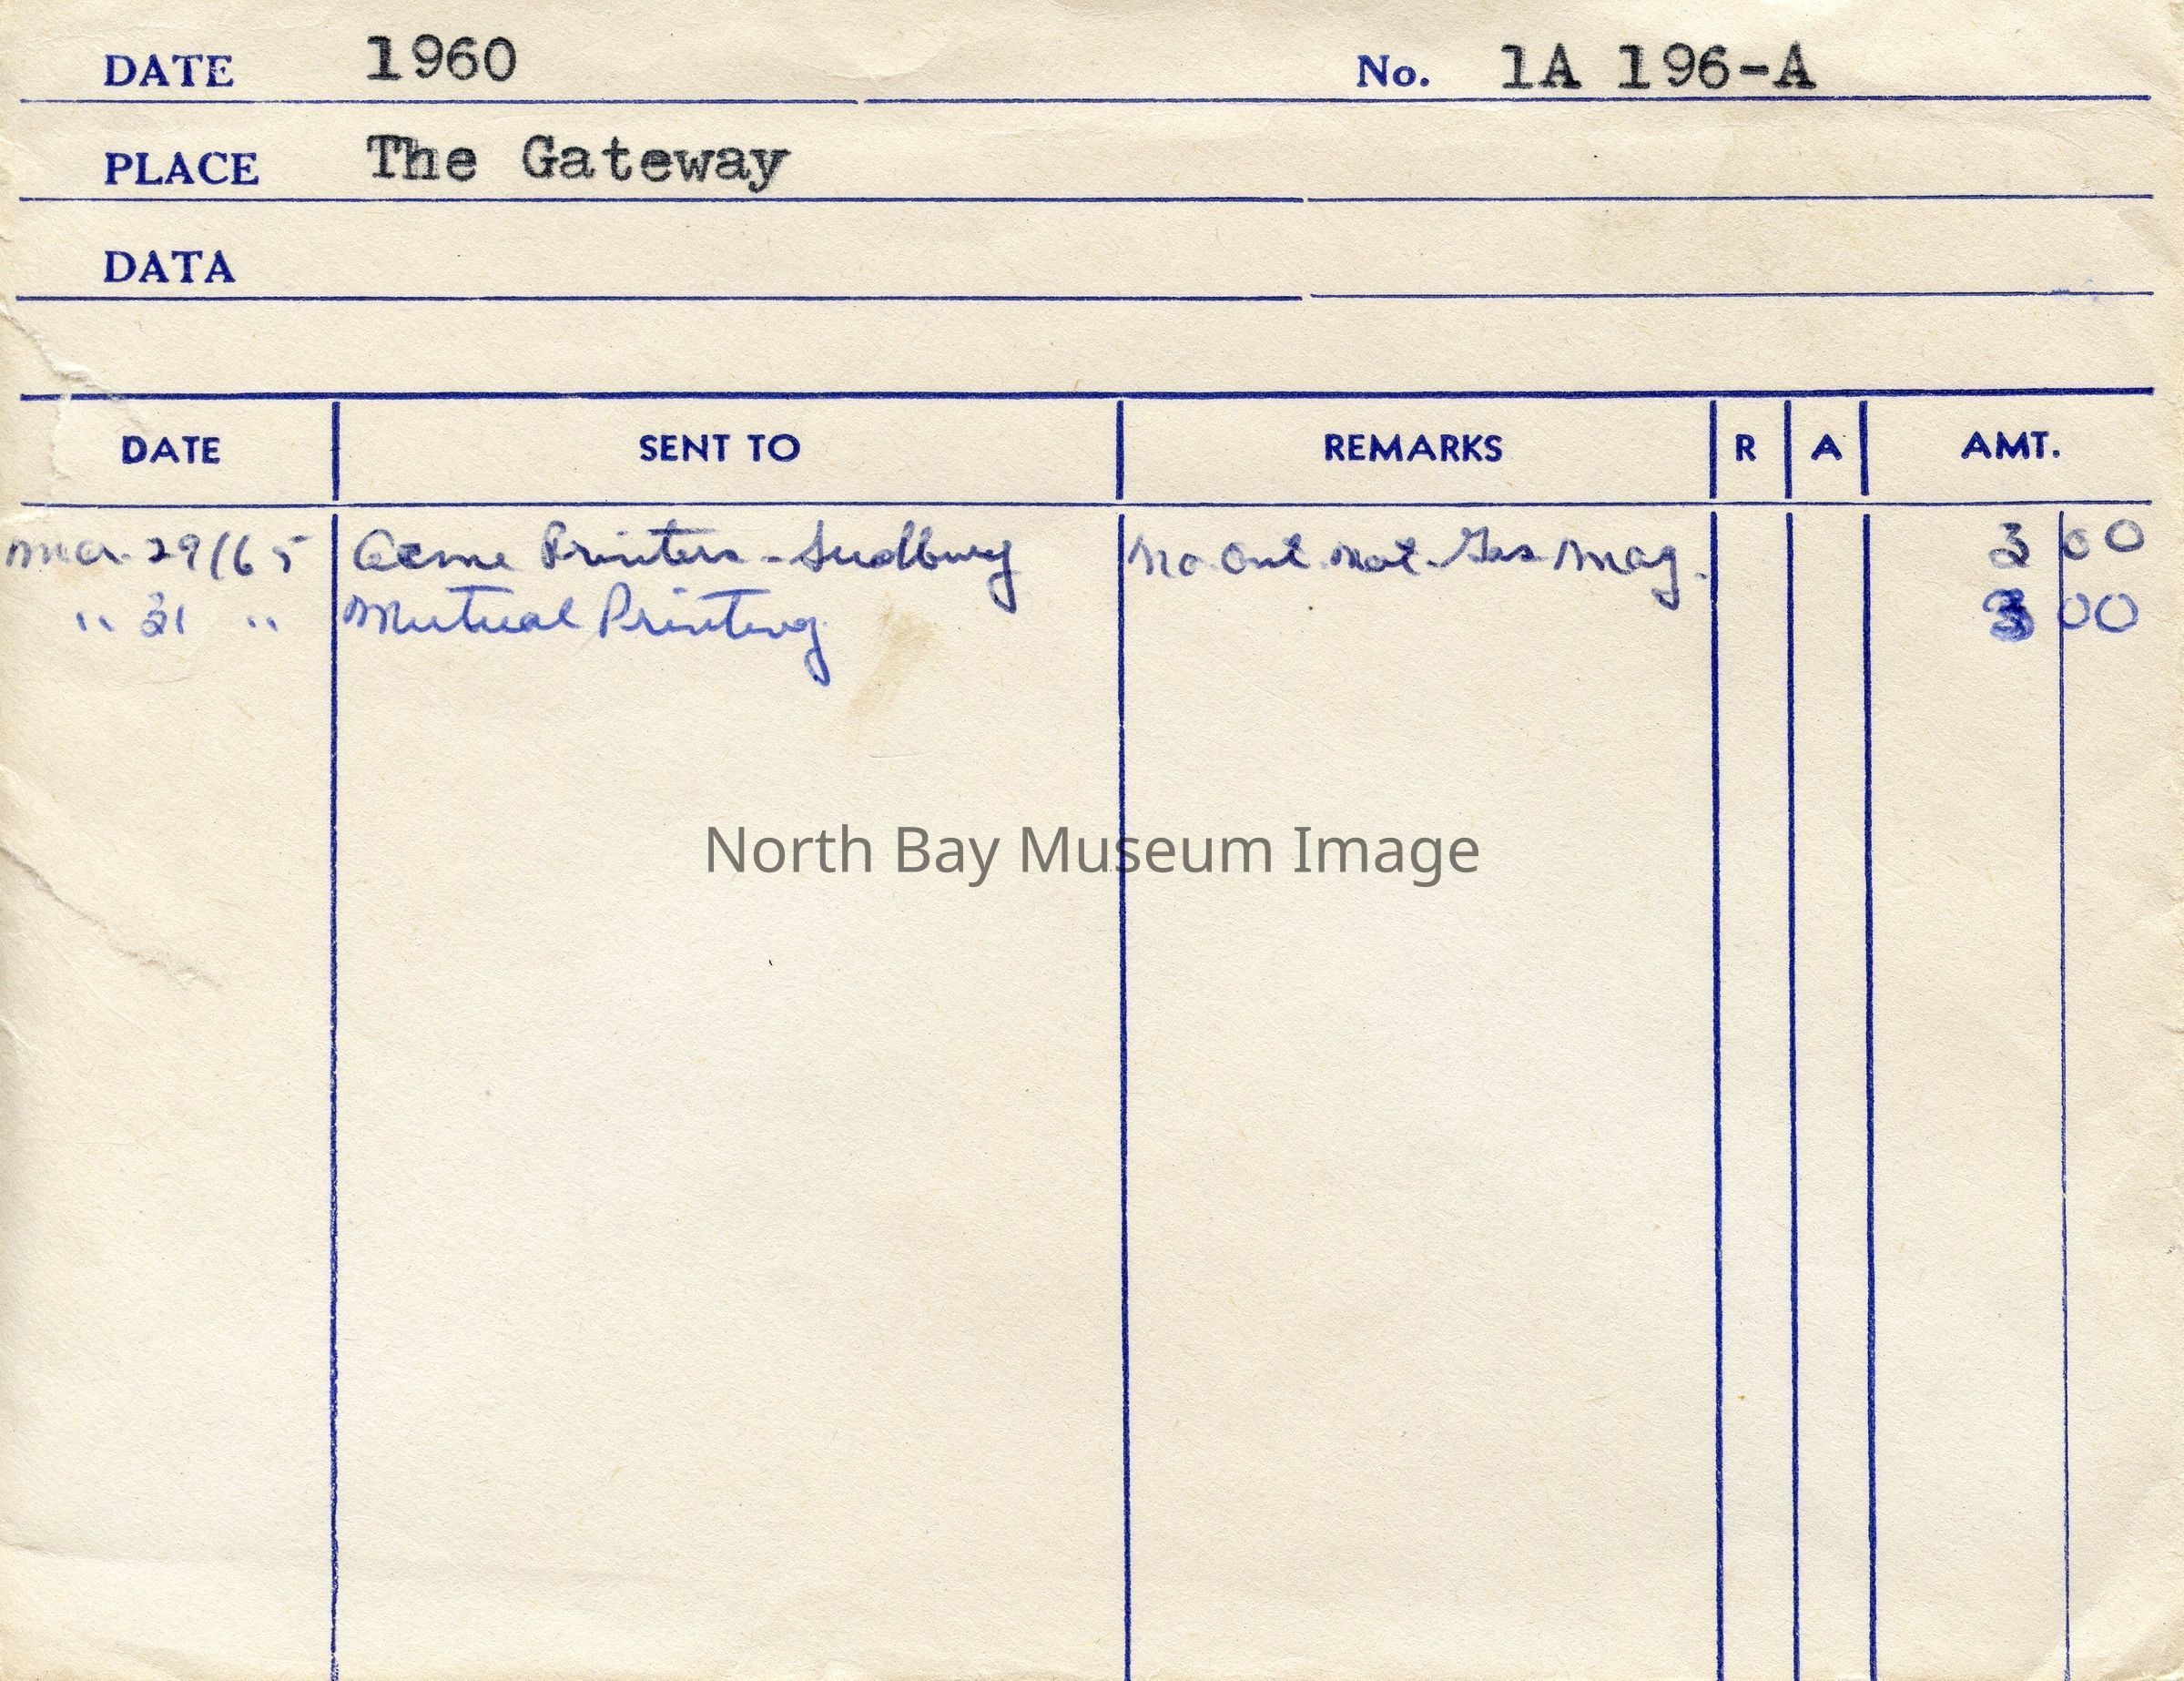 DATE 1960 No. 1A 196-A
PLACE The Gateway
DATA
DATE SENT TO REMARKS R A AMT.
Mar. 29/65 Acme Printers - Sudbury No. Ont. Nat. Gas Mag. 3 00
" 31 " Mutual Printing 3 00
North Bay Museum Image